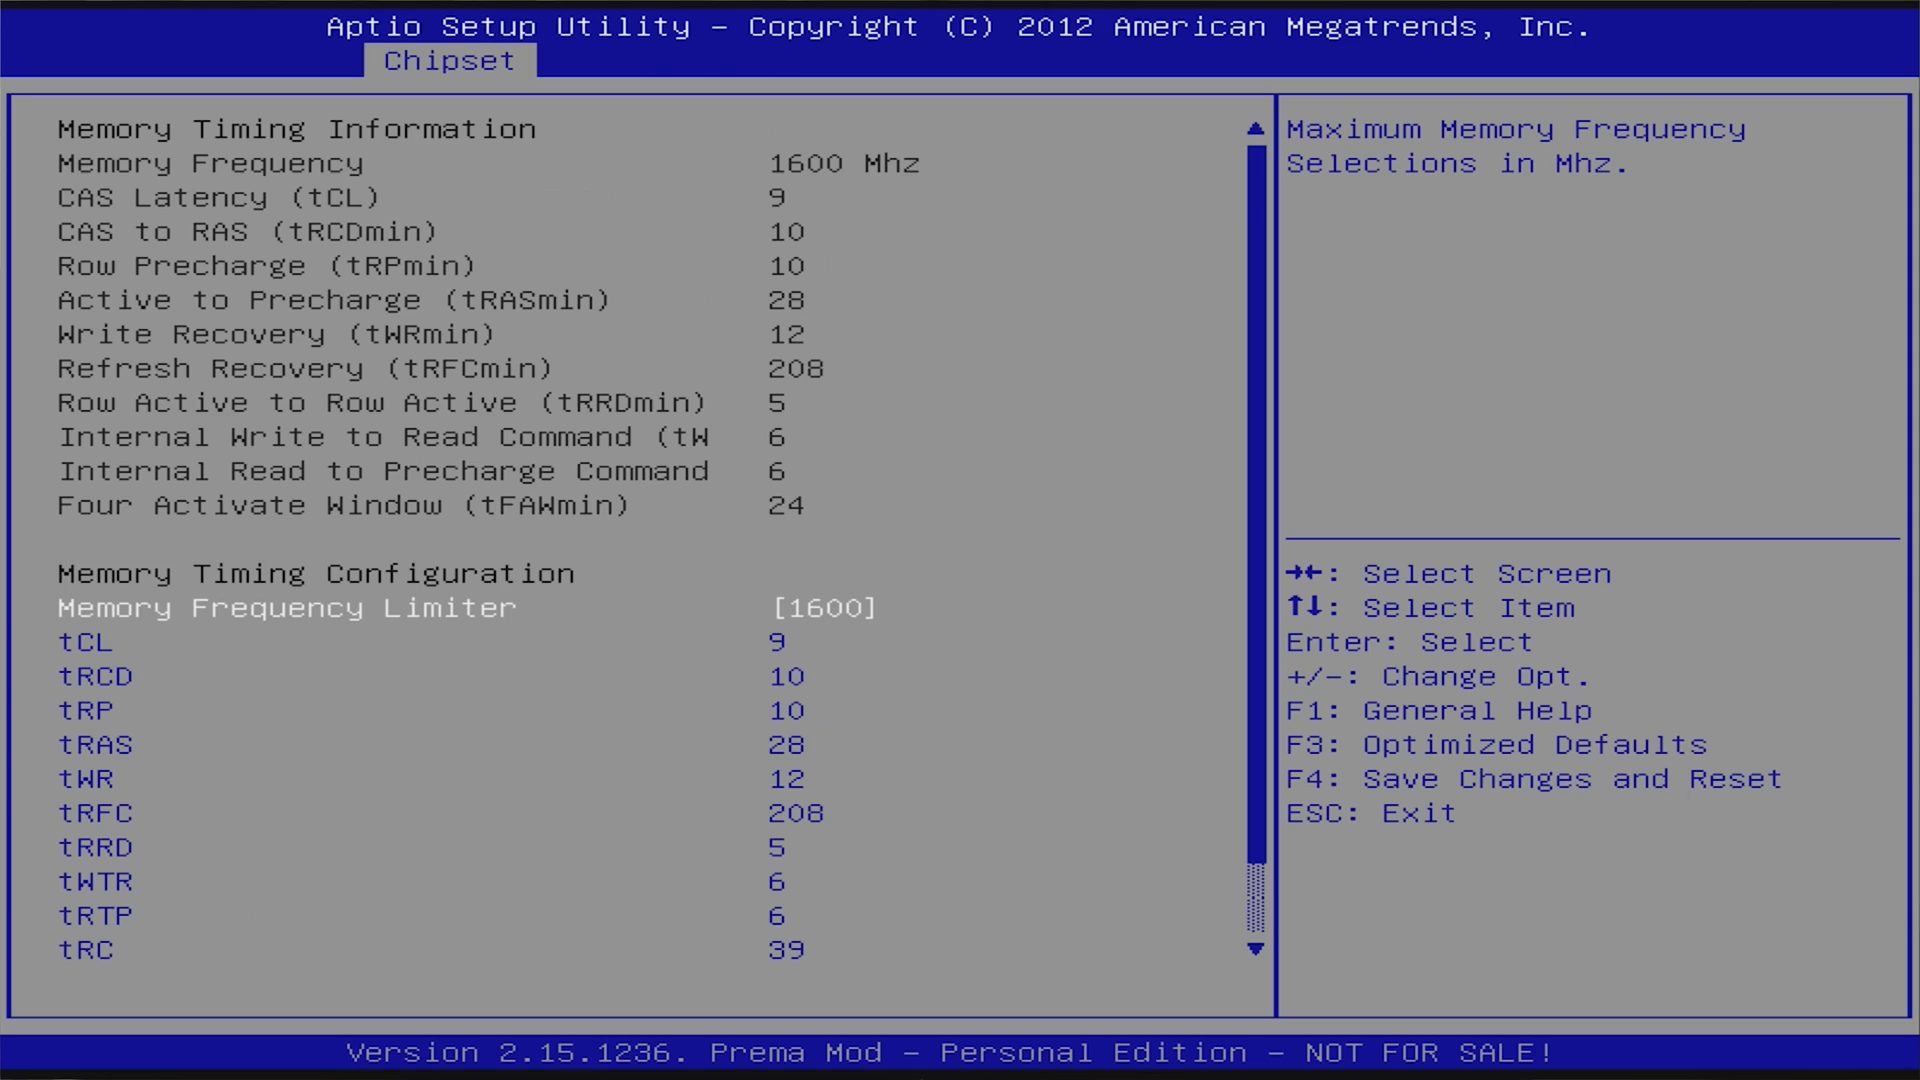 Aptio Setup Utility – Copyright (C) 2012 American Megatrends, Inc.
Chipset
Memory Timing Information
Memory Frequency 1600 Mhz
CAS Latency (tCL) 9
CAS to RAS (tRCDmin) 10
Row Precharge (tRPmin) 10
Active to Precharge (tRASmin) 28
Write Recovery (tWRmin) 12
Refresh Recovery (tRFCmin) 208
Row Active to Row Active (tRRDmin) 5
Internal Write to Read Command (tW 6
Internal Read to Precharge Command 6
Four Activate Window (tFAWmin) 24
Memory Timing Configuration
Memory Frequency Limiter [1600]
tCL 9
tRCD 10
tRP 10
tRAS 28
tWR 12
tRFC 208
tRRD 5
tWTR 6
tRTP 6
tRC 39
Maximum Memory Frequency
Selections in Mhz.
→←: Select Screen
↑↓: Select Item
Enter: Select
+/-: Change Opt.
F1: General Help
F3: Optimized Defaults
F4: Save Changes and Reset
ESC: Exit
Version 2.15.1236. Prema Mod – Personal Edition – NOT FOR SALE!